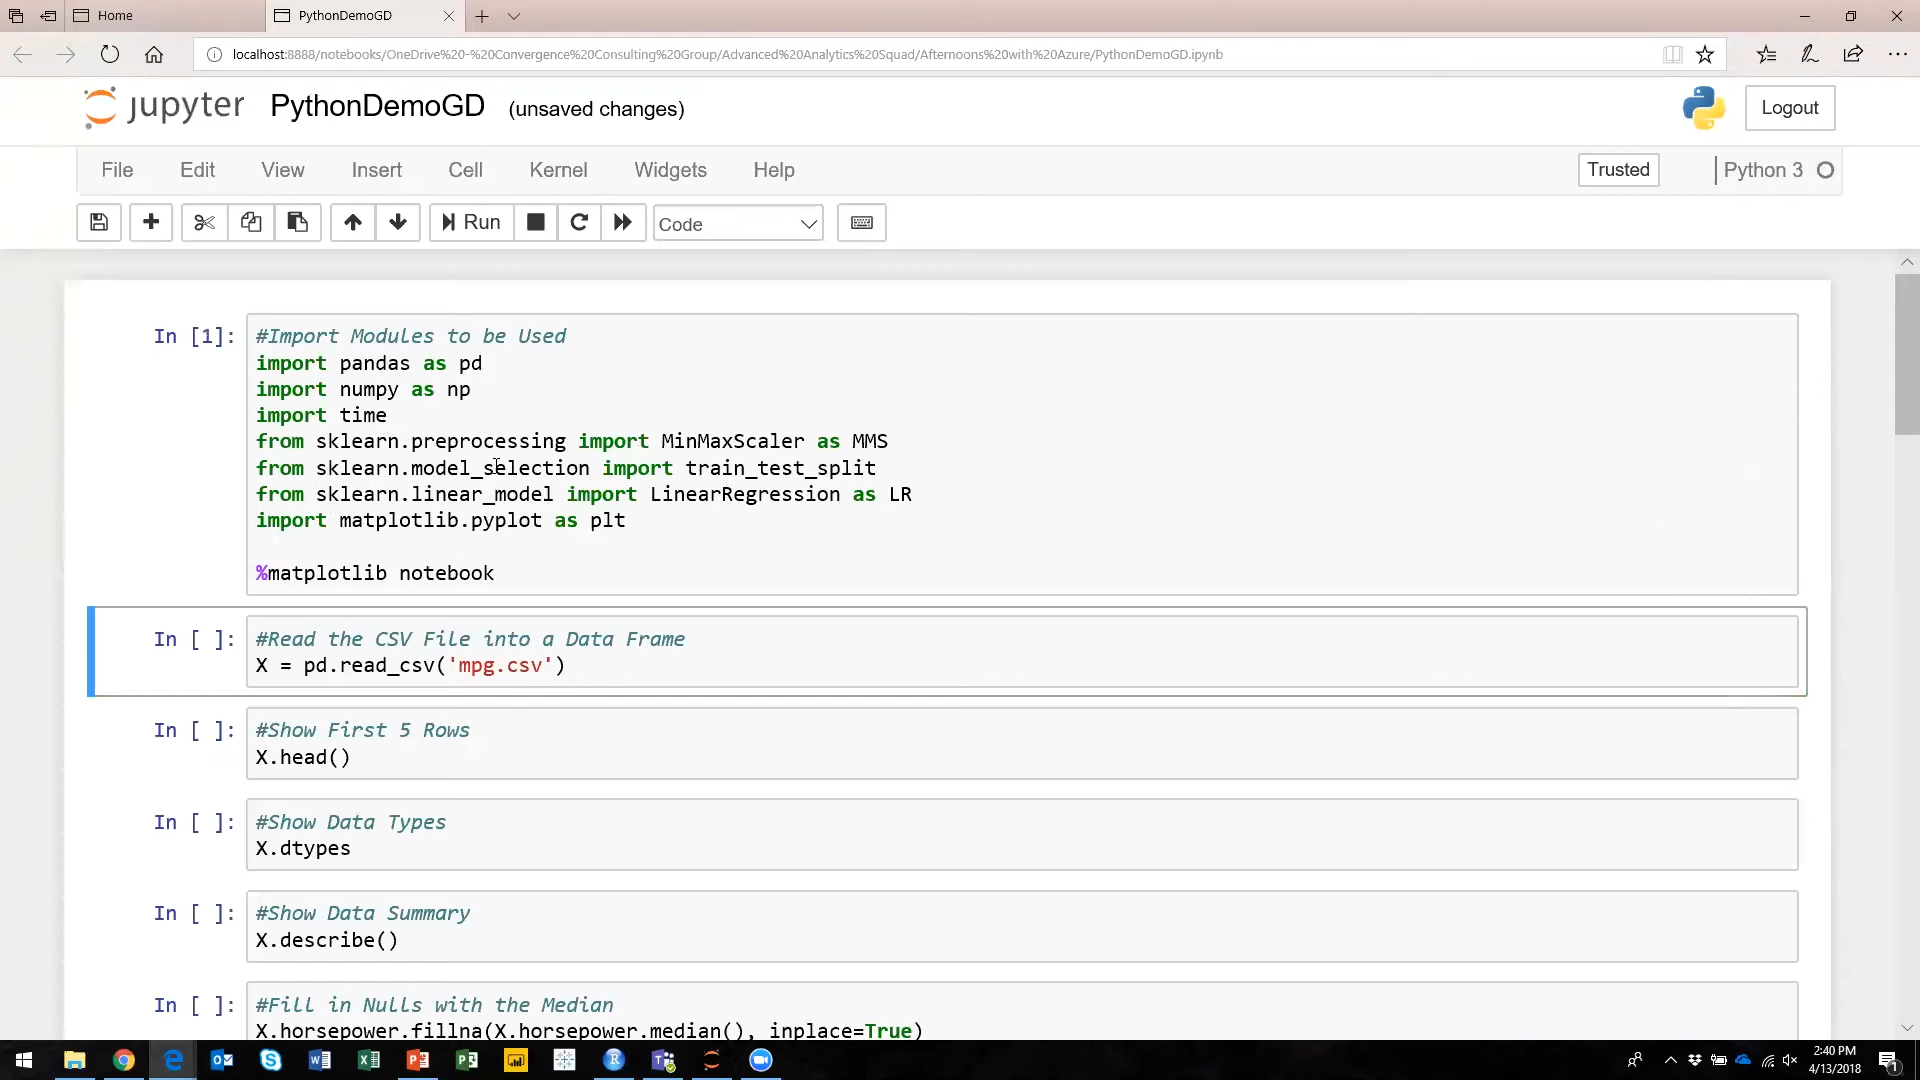 Home
PythonDemoGD
localhost:8888/notebooks/OneDrive%20-%20Convergence%20Consulting%20Group/Advanced%20Analytics%20Squad/Afternoons%20with%20Azure/PythonDemoGD.ipynb
jupyter PythonDemoGD (unsaved changes)
Logout
File Edit View Insert Cell Kernel Widgets Help
Trusted
Python 3
Run
Code
In [1]:
#Import Modules to be Used
import pandas as pd
import numpy as np
import time
from sklearn.preprocessing import MinMaxScaler as MMS
from sklearn.model_selection import train_test_split
from sklearn.linear_model import LinearRegression as LR
import matplotlib.pyplot as plt
%matplotlib notebook
In [ ]:
#Read the CSV File into a Data Frame
X = pd.read_csv('mpg.csv')
In [ ]:
#Show First 5 Rows
X.head()
In [ ]:
#Show Data Types
X.dtypes
In [ ]:
#Show Data Summary
X.describe()
In [ ]:
#Fill in Nulls with the Median
X.horsepower.fillna(X.horsepower.median(), inplace=True)
2:40 PM
4/13/2018